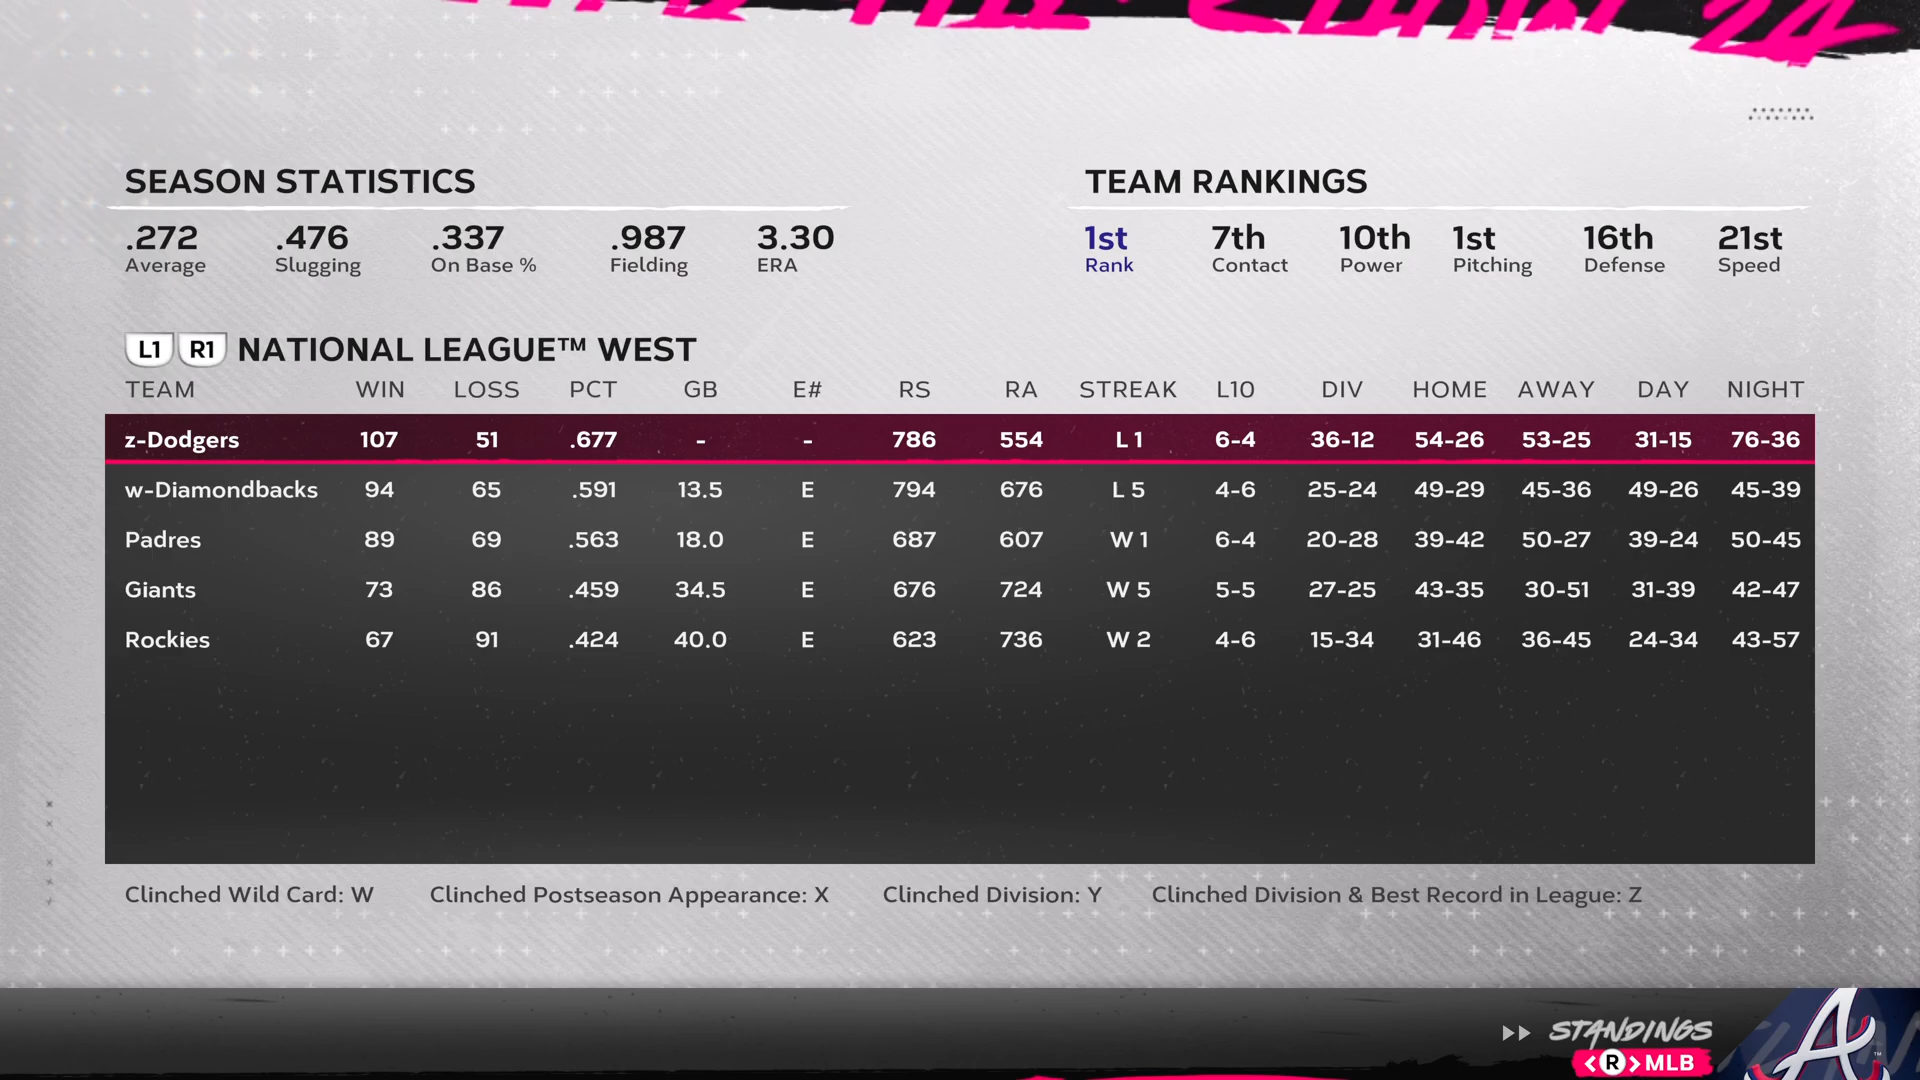 SEASON STATISTICS
.272 .476 .337 .987 3.30
Average Slugging On Base % Fielding ERA
TEAM RANKINGS
1st 7th 10th 1st 16th 21st
Rank Contact Power Pitching Defense Speed
L1 R1 NATIONAL LEAGUE™ WEST
TEAM WIN LOSS PCT GB E# RS RA STREAK L10 DIV HOME AWAY DAY NIGHT
z-Dodgers 107 51 .677 - - 786 554 L 1 6-4 36-12 54-26 53-25 31-15 76-36
w-Diamondbacks 94 65 .591 13.5 E 794 676 L 5 4-6 25-24 49-29 45-36 49-26 45-39
Padres 89 69 .563 18.0 E 687 607 W 1 6-4 20-28 39-42 50-27 39-24 50-45
Giants 73 86 .459 34.5 E 676 724 W 5 5-5 27-25 43-35 30-51 31-39 42-47
Rockies 67 91 .424 40.0 E 623 736 W 2 4-6 15-34 31-46 36-45 24-34 43-57
Clinched Wild Card: W Clinched Postseason Appearance: X Clinched Division: Y Clinched Division & Best Record in League: Z
STANDINGS
R MLB
A